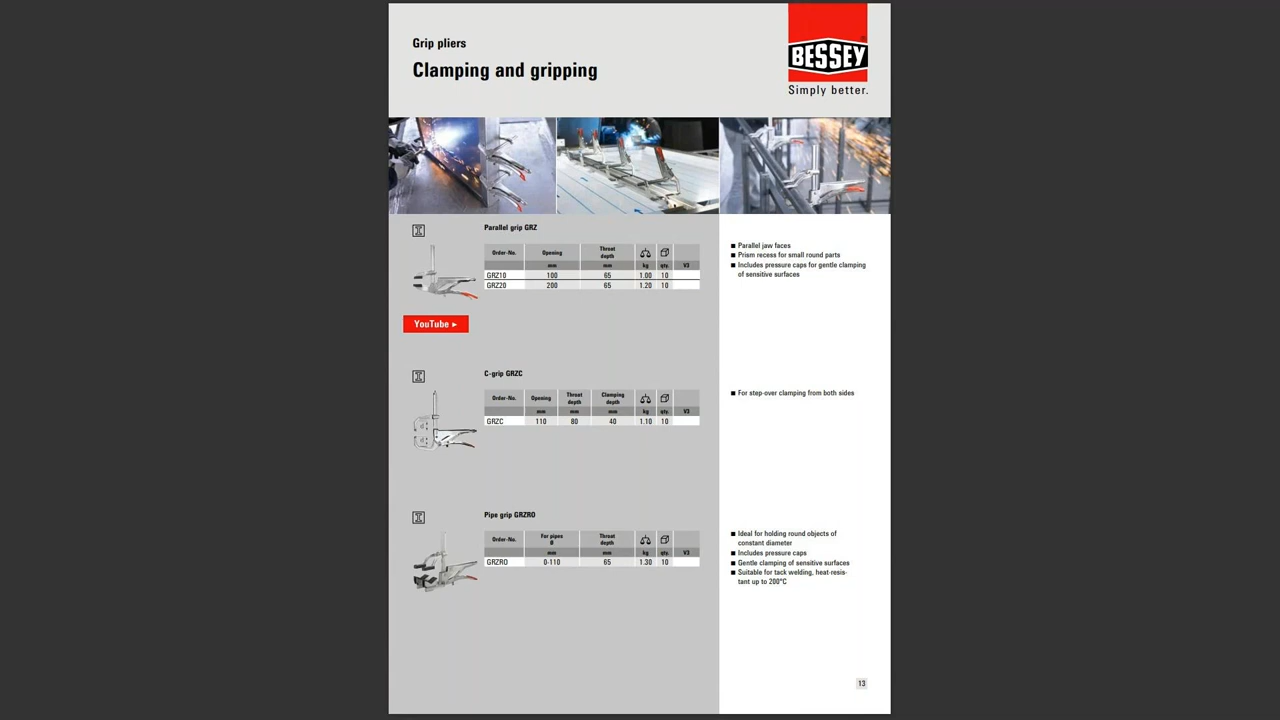 Grip pliers
Clamping and gripping
BESSEY
®
Simply better.
Parallel grip GRZ
Order-No. Opening Throat depth
mm mm kg qty. V3
GRZ10 100 65 1.00 10
GRZ20 200 65 1.20 10
Parallel jaw faces
Prism recess for small round parts
Includes pressure caps for gentle clamping
of sensitive surfaces
YouTube ▸
C-grip GRZC
Order-No. Opening Throat depth Clamping depth
mm mm mm kg qty. V3
GRZC 110 80 40 1.10 10
For step-over clamping from both sides
Pipe grip GRZRO
Order-No. For pipes Ø Throat depth
mm mm kg qty. V3
GRZRO 0-110 65 1.30 10
Ideal for holding round objects of
constant diameter
Includes pressure caps
Gentle clamping of sensitive surfaces
Suitable for tack welding, heat-resis-
tant up to 200°C
13